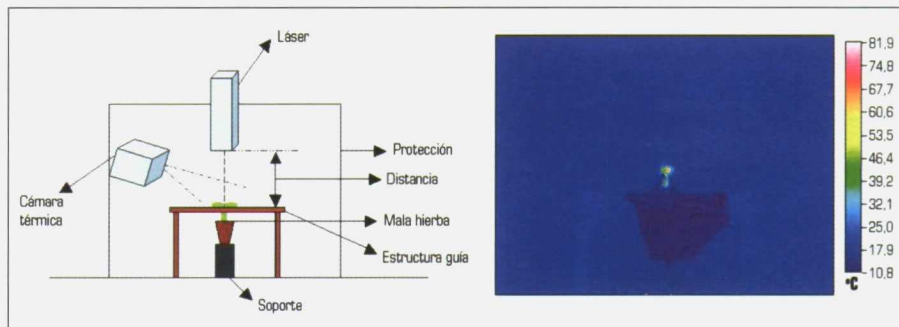 Láser
Protección
Distancia
Cámara
térmica
Mala hierba
Estructura guía
Soporte
81,9
74,8
67,7
60,6
53,5
46,4
39,2
32,1
25,0
17,9
10,8
°C